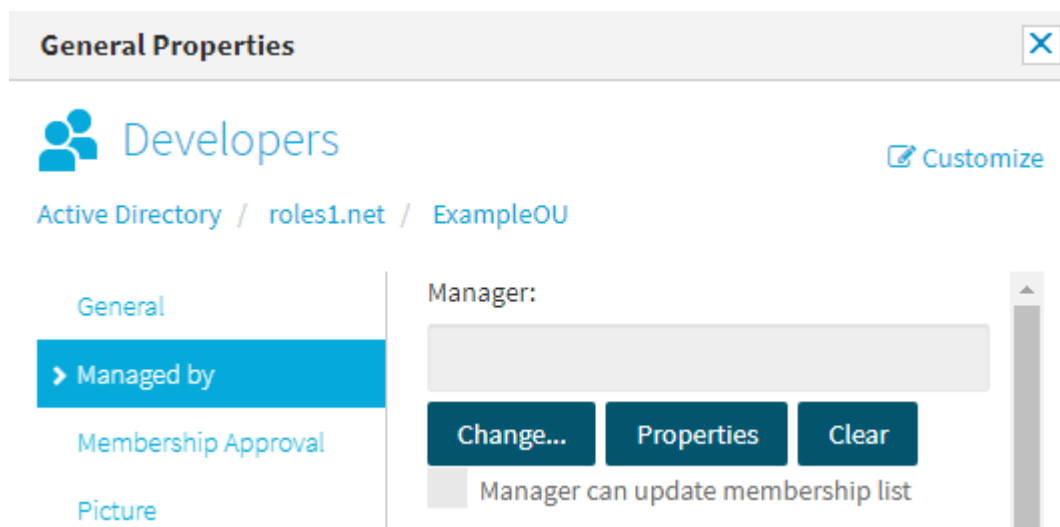 General Properties
Developers
Customize
Active Directory / roles1.net / ExampleOU
General
Managed by
Membership Approval
Picture
Manager:
Change... Properties Clear
Manager can update membership list